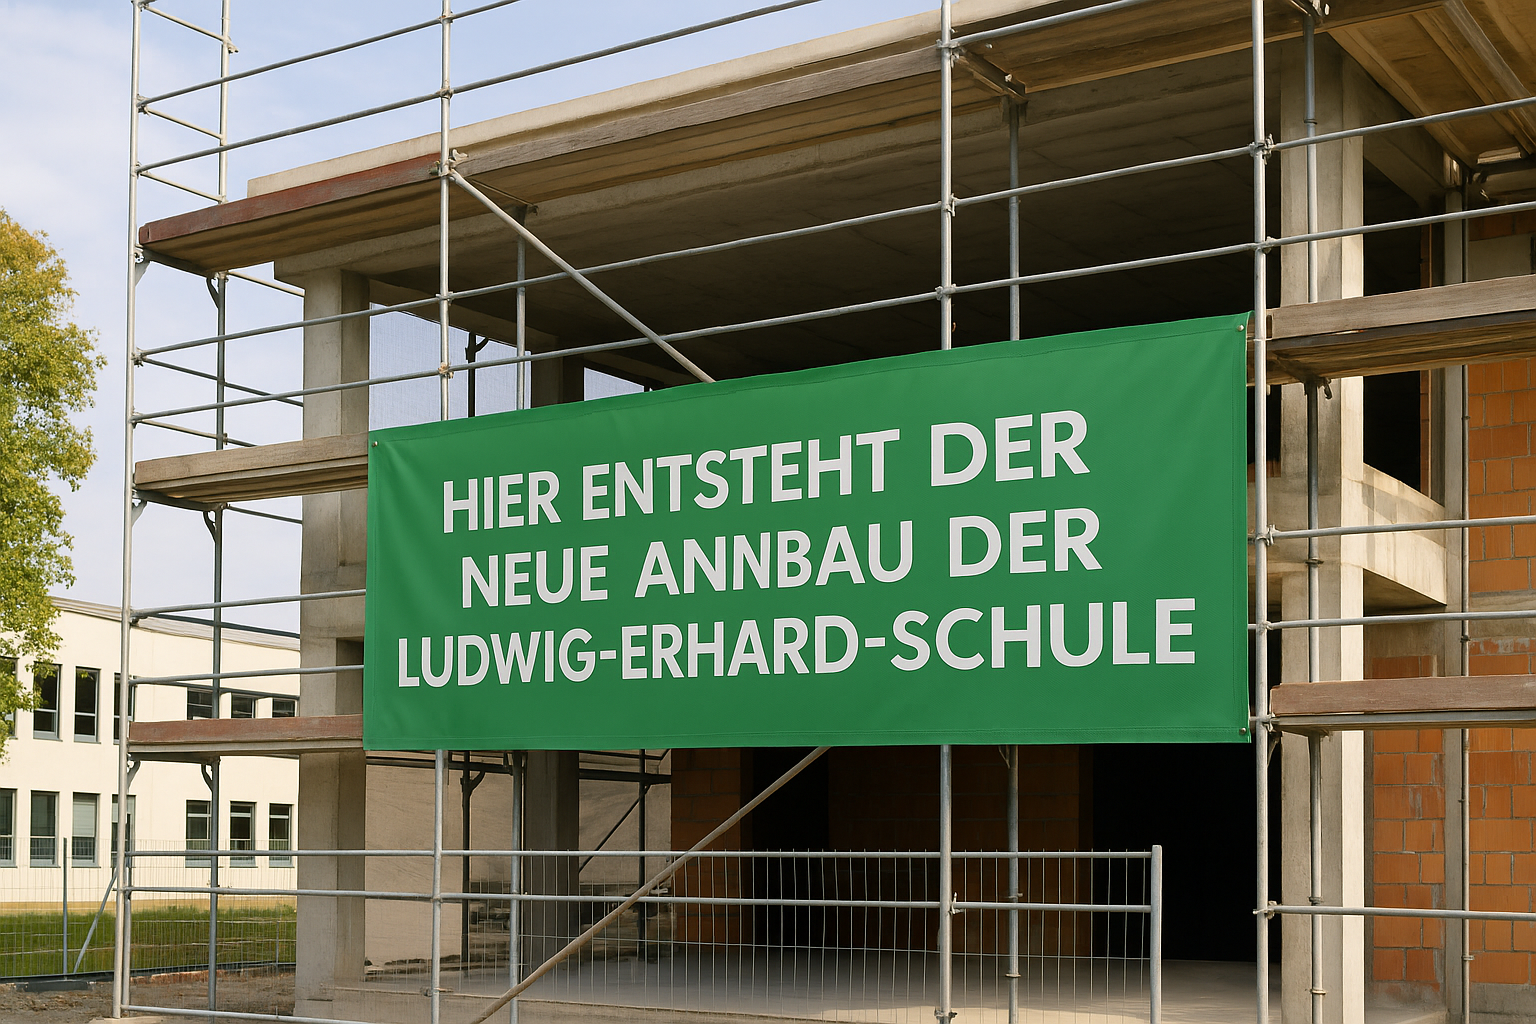 HIER ENTSTEHT DER
NEUE ANNBAU DER
LUDWIG-ERHARD-SCHULE